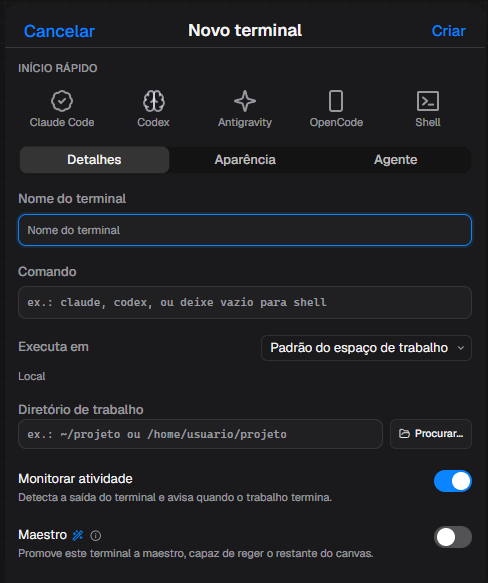 Cancelar
Novo terminal
Criar
INÍCIO RÁPIDO
Claude Code
Codex
Antigravity
OpenCode
Shell
Detalhes
Aparência
Agente
Nome do terminal
Nome do terminal
Comando
ex.: claude, codex, ou deixe vazio para shell
Executa em
Padrão do espaço de trabalho
Local
Diretório de trabalho
ex.: ~/projeto ou /home/usuario/projeto
Procurar...
Monitorar atividade
Detecta a saída do terminal e avisa quando o trabalho termina.
Maestro
Promove este terminal a maestro, capaz de reger o restante do canvas.